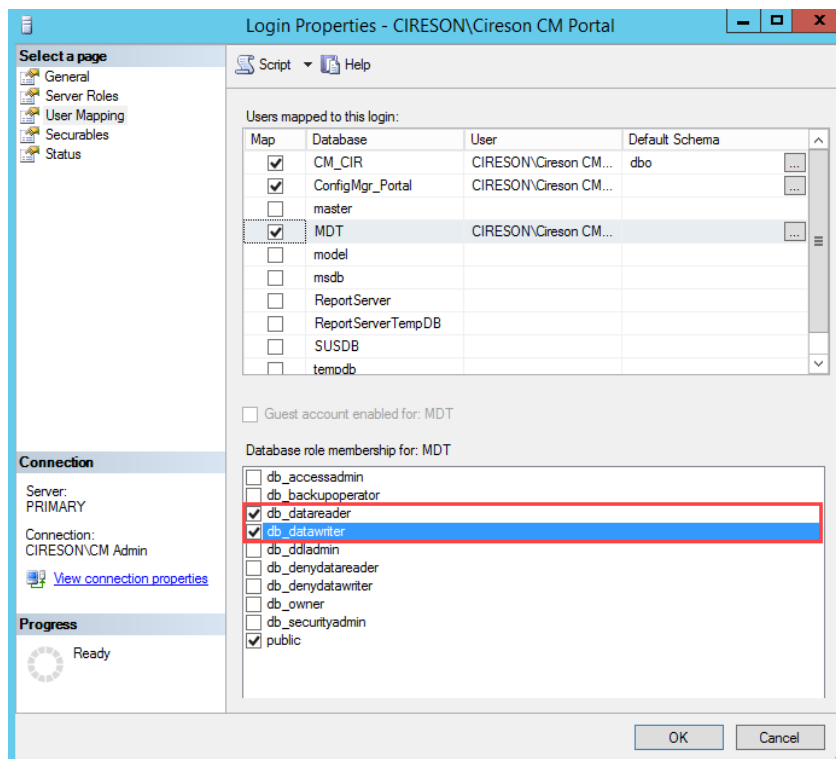 Login Properties - CIRESON\Cireson CM Portal
Select a page
General
Server Roles
User Mapping
Securables
Status
Script
Help
Users mapped to this login:
Map Database User Default Schema
CM_CIR CIRESON\Cireson CM... dbo ...
ConfigMgr_Portal CIRESON\Cireson CM... ...
master
MDT CIRESON\Cireson CM... ...
model
msdb
ReportServer
ReportServerTempDB
SUSDB
tempdb
Guest account enabled for: MDT
Database role membership for: MDT
db_accessadmin
db_backupoperator
db_datareader
db_datawriter
db_ddladmin
db_denydatareader
db_denydatawriter
db_owner
db_securityadmin
public
Connection
Server:
PRIMARY
Connection:
CIRESON\CM Admin
View connection properties
Progress
Ready
OK Cancel